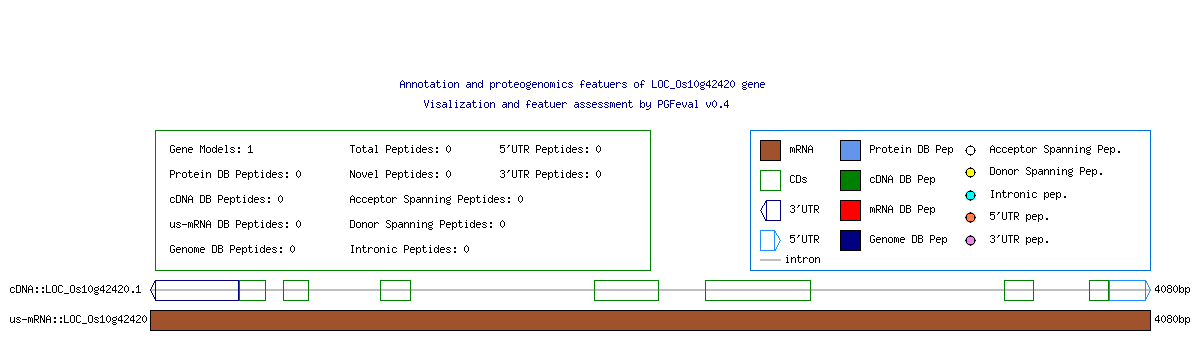 Annotation and proteogenomics featuers of LOC_Os10g42420 gene
Visalization and featuer assessment by PGFeval v0.4
Gene Models: 1 Total Peptides: 0 5'UTR Peptides: 0
Protein DB Peptides: 0 Novel Peptides: 0 3'UTR Peptides: 0
cDNA DB Peptides: 0 Acceptor Spanning Peptides: 0
us-mRNA DB Peptides: 0 Donor Spanning Peptides: 0
Genome DB Peptides: 0 Intronic Peptides: 0
mRNA Protein DB Pep Acceptor Spanning Pep.
CDs cDNA DB Pep Donor Spanning Pep.
3'UTR mRNA DB Pep Intronic pep.
5'UTR Genome DB Pep 5'UTR pep.
intron 3'UTR pep.
cDNA::LOC_Os10g42420.1 4080bp
us-mRNA::LOC_Os10g42420 4080bp